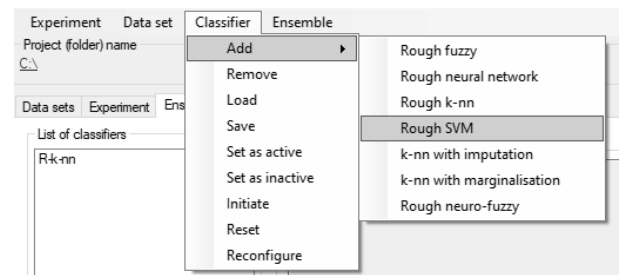 Experiment Data set Classifier Ensemble
Project (folder) name
C:\
Data sets Experiment Ens
List of classifiers
R-k-nn
Add
Remove
Load
Save
Set as active
Set as inactive
Initiate
Reset
Reconfigure
Rough fuzzy
Rough neural network
Rough k-nn
Rough SVM
k-nn with imputation
k-nn with marginalisation
Rough neuro-fuzzy